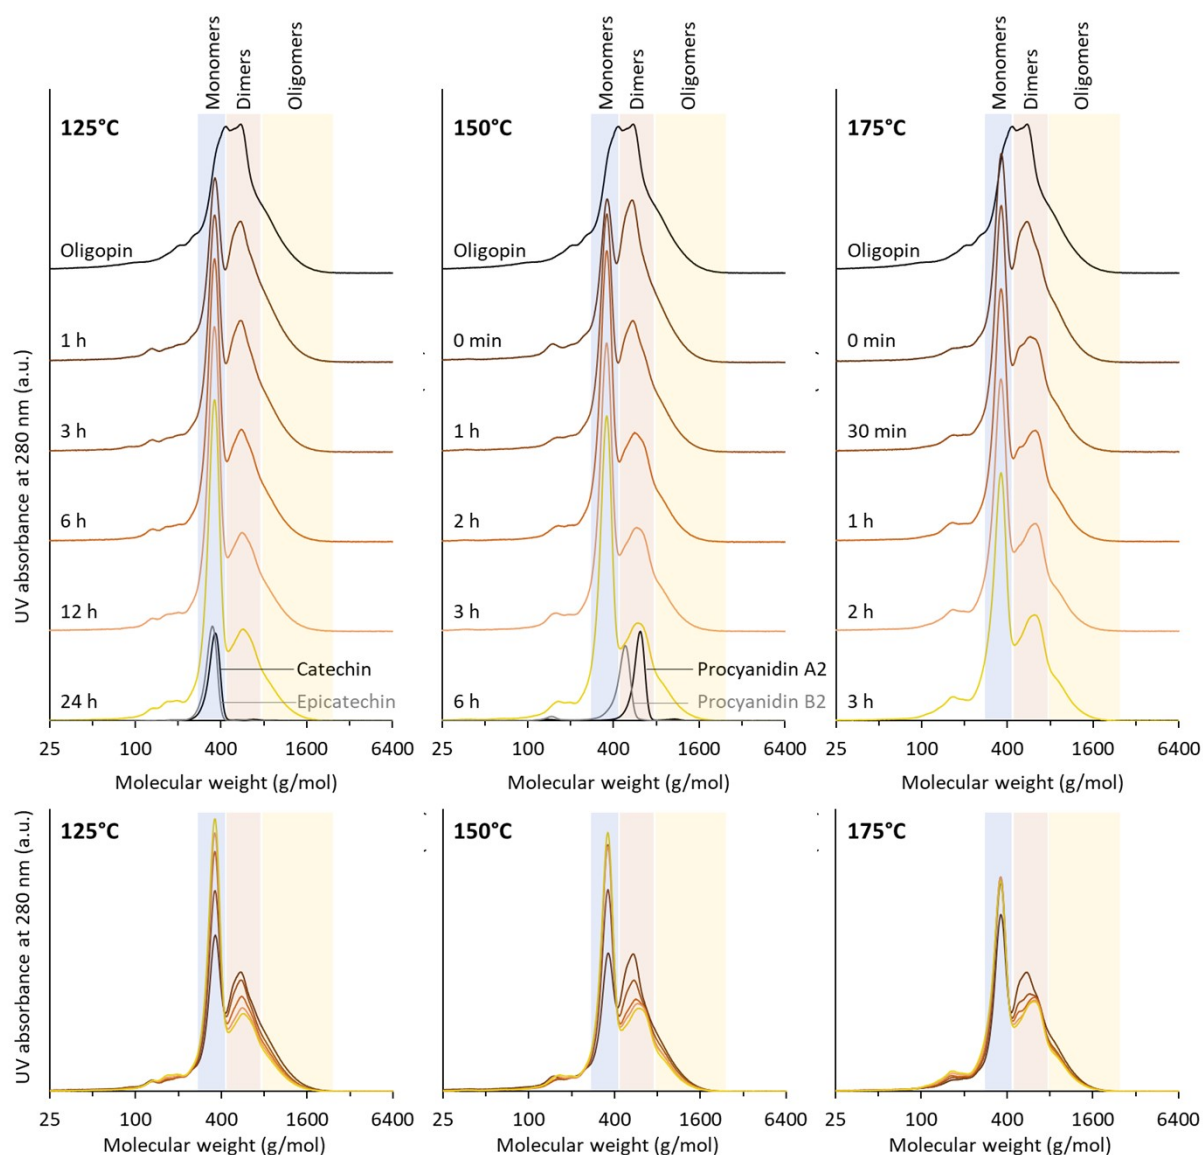 Monomers
Dimers
Oligomers
Monomers
Dimers
Oligomers
Monomers
Dimers
Oligomers
UV absorbance at 280 nm (a.u.)
125°C
Oligopin
1 h
3 h
6 h
12 h
24 h
Catechin
Epicatechin
25 100 400 1600 6400
Molecular weight (g/mol)
150°C
Oligopin
0 min
1 h
2 h
3 h
6 h
Procyanidin A2
Procyanidin B2
25 100 400 1600 6400
Molecular weight (g/mol)
175°C
Oligopin
0 min
30 min
1 h
2 h
3 h
25 100 400 1600 6400
Molecular weight (g/mol)
UV absorbance at 280 nm (a.u.)
125°C
25 100 400 1600 6400
Molecular weight (g/mol)
150°C
25 100 400 1600 6400
Molecular weight (g/mol)
175°C
25 100 400 1600 6400
Molecular weight (g/mol)